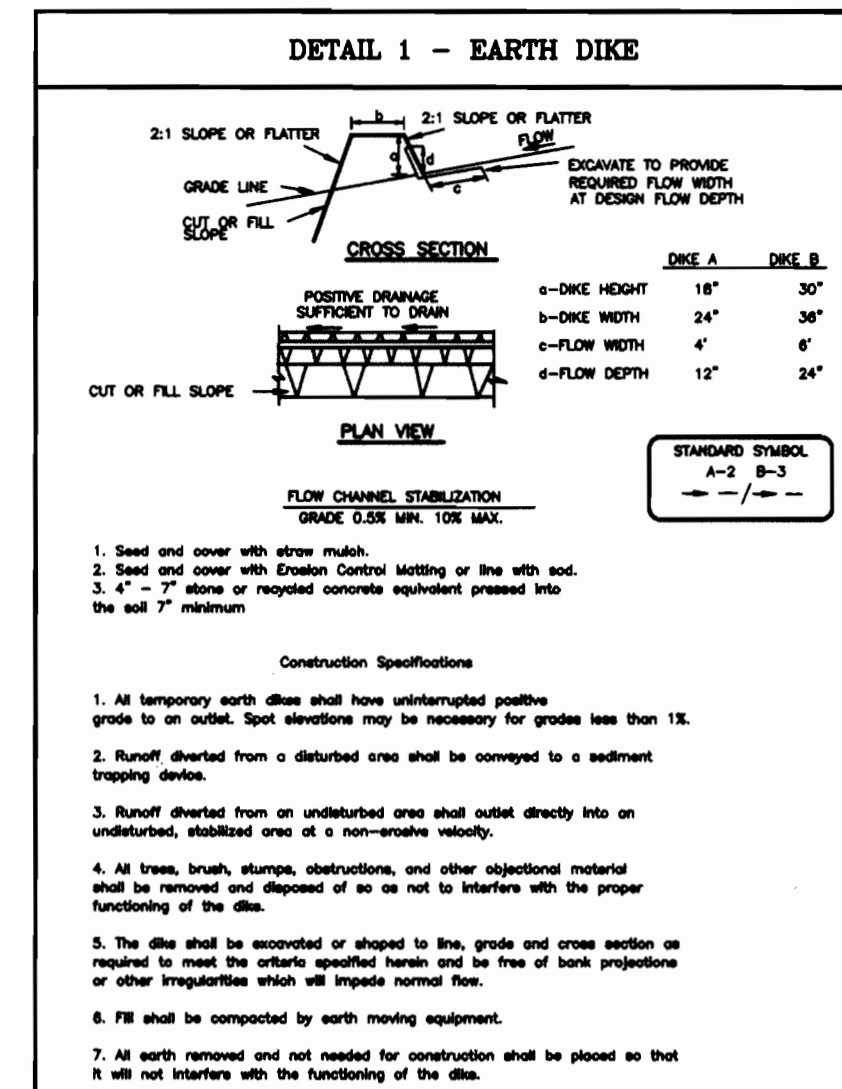 DETAIL 1 – EARTH DIKE
b
2:1 SLOPE OR FLATTER
2:1 SLOPE OR FLATTER
FLOW
a
d
c
GRADE LINE
CUT OR FILL
SLOPE
EXCAVATE TO PROVIDE
REQUIRED FLOW WIDTH
AT DESIGN FLOW DEPTH
CROSS SECTION
DIKE A DIKE B
a-DIKE HEIGHT 18" 30"
b-DIKE WIDTH 24" 36"
c-FLOW WIDTH 4' 6'
d-FLOW DEPTH 12" 24"
POSITIVE DRAINAGE
SUFFICIENT TO DRAIN
CUT OR FILL SLOPE
PLAN VIEW
STANDARD SYMBOL
A-2 B-3
/
FLOW CHANNEL STABILIZATION
GRADE 0.5% MIN. 10% MAX.
1. Seed and cover with straw mulch.
2. Seed and cover with Erosion Control Matting or line with sod.
3. 4" - 7" stone or recycled concrete equivalent pressed into
the soil 7" minimum
Construction Specifications
1. All temporary earth dikes shall have uninterrupted positive
grade to an outlet. Spot elevations may be necessary for grades less than 1%.
2. Runoff diverted from a disturbed area shall be conveyed to a sediment
trapping device.
3. Runoff diverted from an undisturbed area shall outlet directly into an
undisturbed, stabilized area at a non-erosive velocity.
4. All trees, brush, stumps, obstructions, and other objectional material
shall be removed and disposed of so as not to interfere with the proper
functioning of the dike.
5. The dike shall be excavated or shaped to line, grade and cross section as
required to meet the criteria specified herein and be free of bank projections
or other irregularities which will impede normal flow.
6. Fill shall be compacted by earth moving equipment.
7. All earth removed and not needed for construction shall be placed so that
it will not interfere with the functioning of the dike.